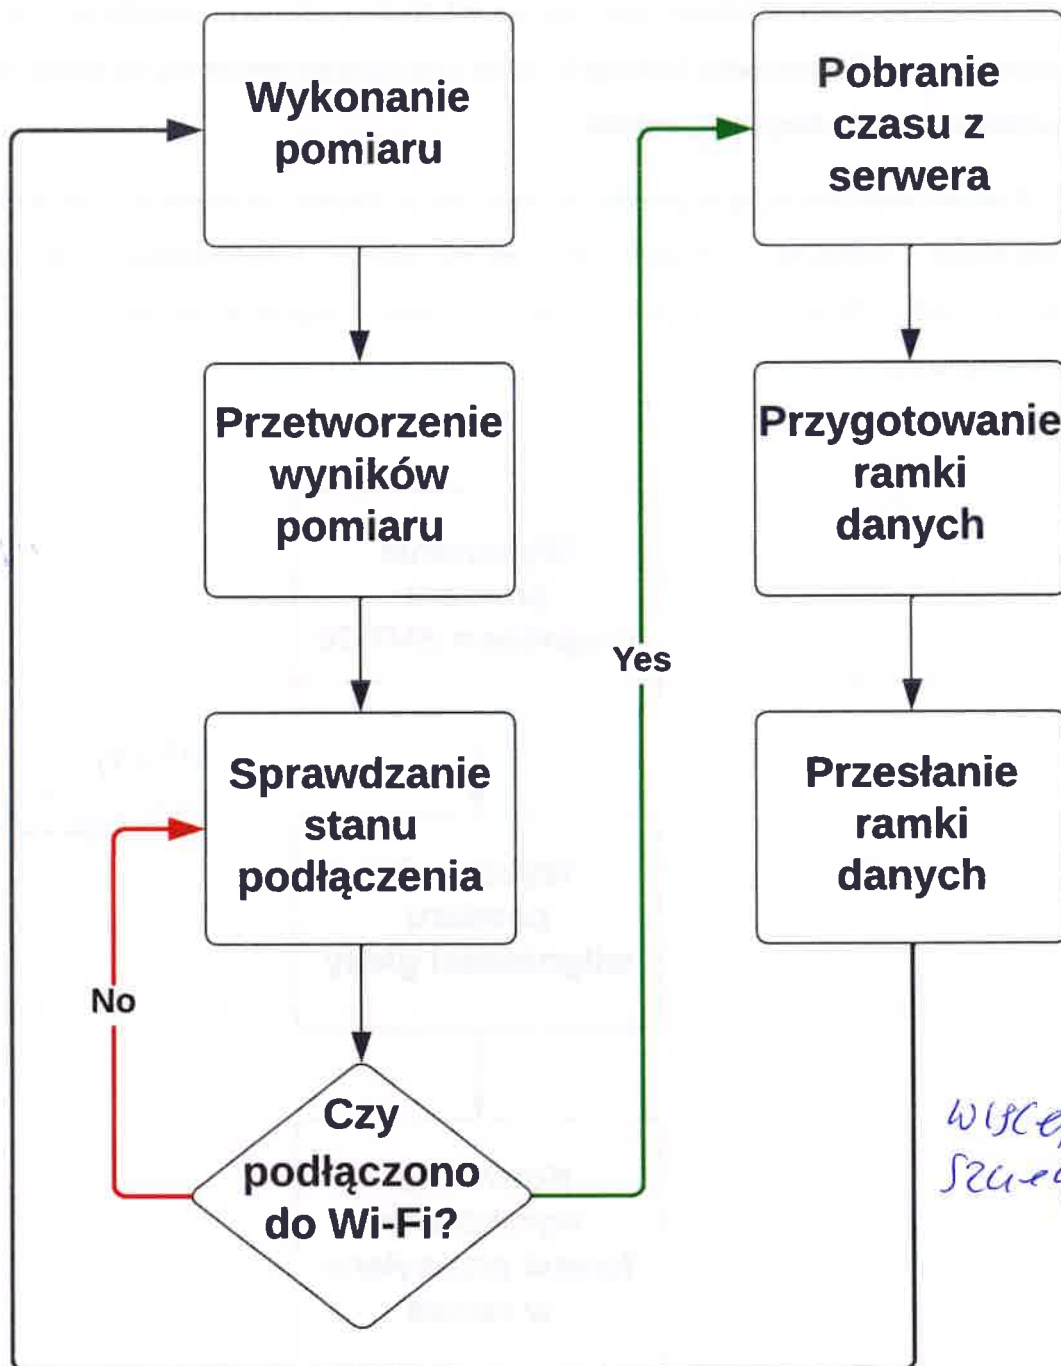 Wykonanie
pomiaru
Przetworzenie
wyników
pomiaru
Sprawdzanie
stanu
podłączenia
No
Czy
podłączono
do Wi-Fi?
Yes
Pobranie
czasu z
serwera
Przygotowanie
ramki
danych
Przesłanie
ramki
danych